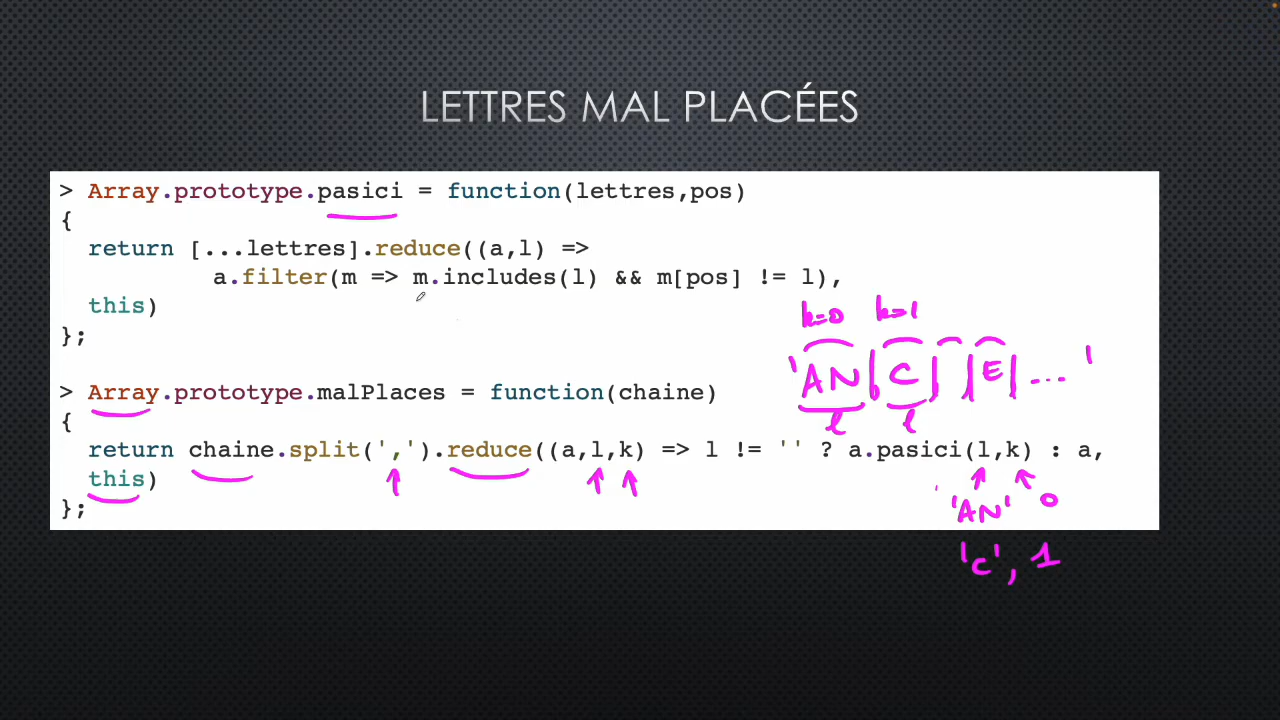 LETTRES MAL PLACÉES
> Array.prototype.pasici = function(lettres,pos)
{
return [...lettres].reduce((a,l) =>
a.filter(m => m.includes(l) && m[pos] != l),
this)
};
k=0 k=1
'AN, C, , E, ... '
l l
> Array.prototype.malPlaces = function(chaine)
{
return chaine.split(',').reduce((a,l,k) => l != '' ? a.pasici(l,k) : a,
this)
};
'AN' 0
'C', 1